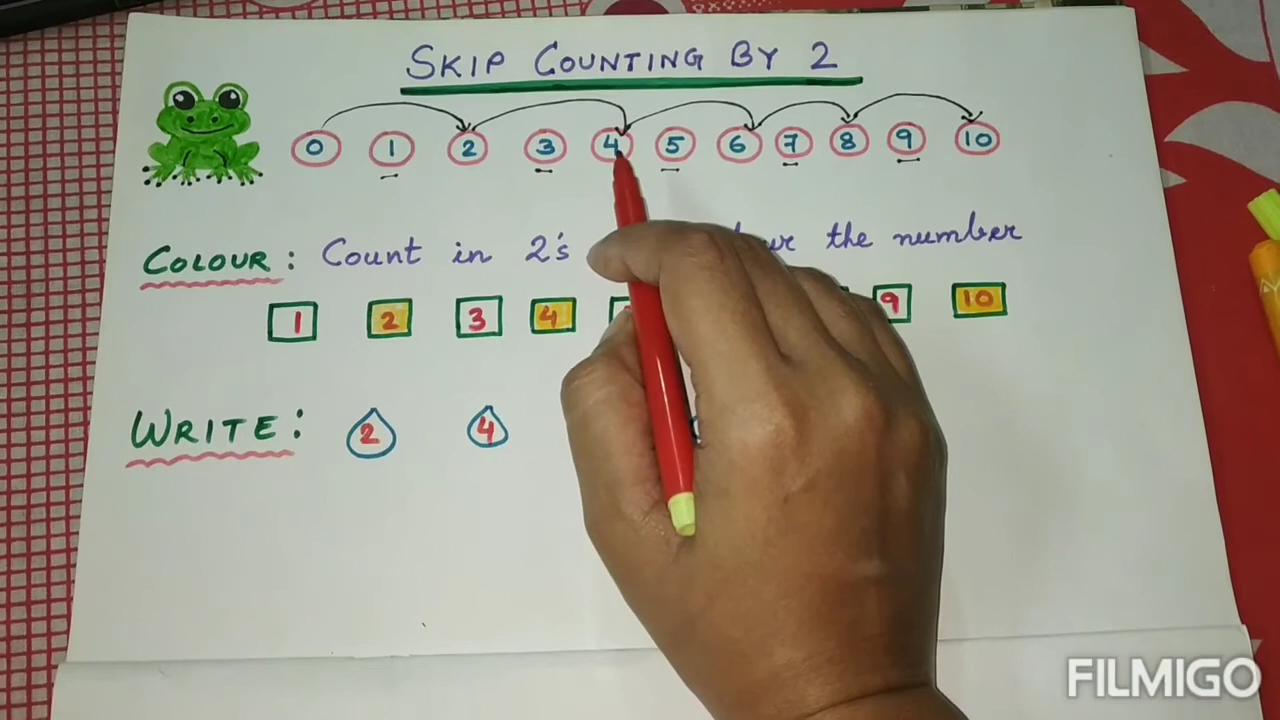 SKIP COUNTING BY 2
0 1 2 3 4 5 6 7 8 9 10
COLOUR: Count in 2's the number
1 2 3 4 9 10
WRITE: 2 4
FILMIGO